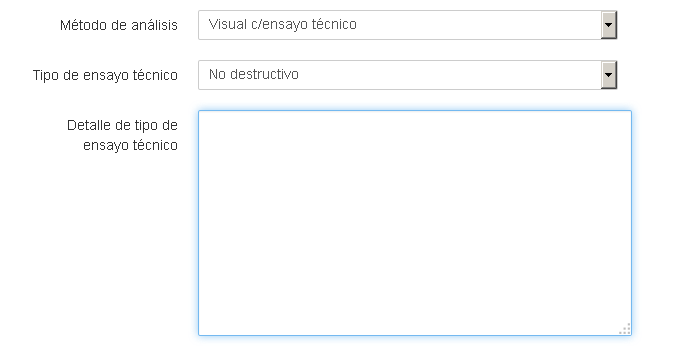 Método de análisis
Visual c/ensayo técnico
Tipo de ensayo técnico
No destructivo
Detalle de tipo de
ensayo técnico